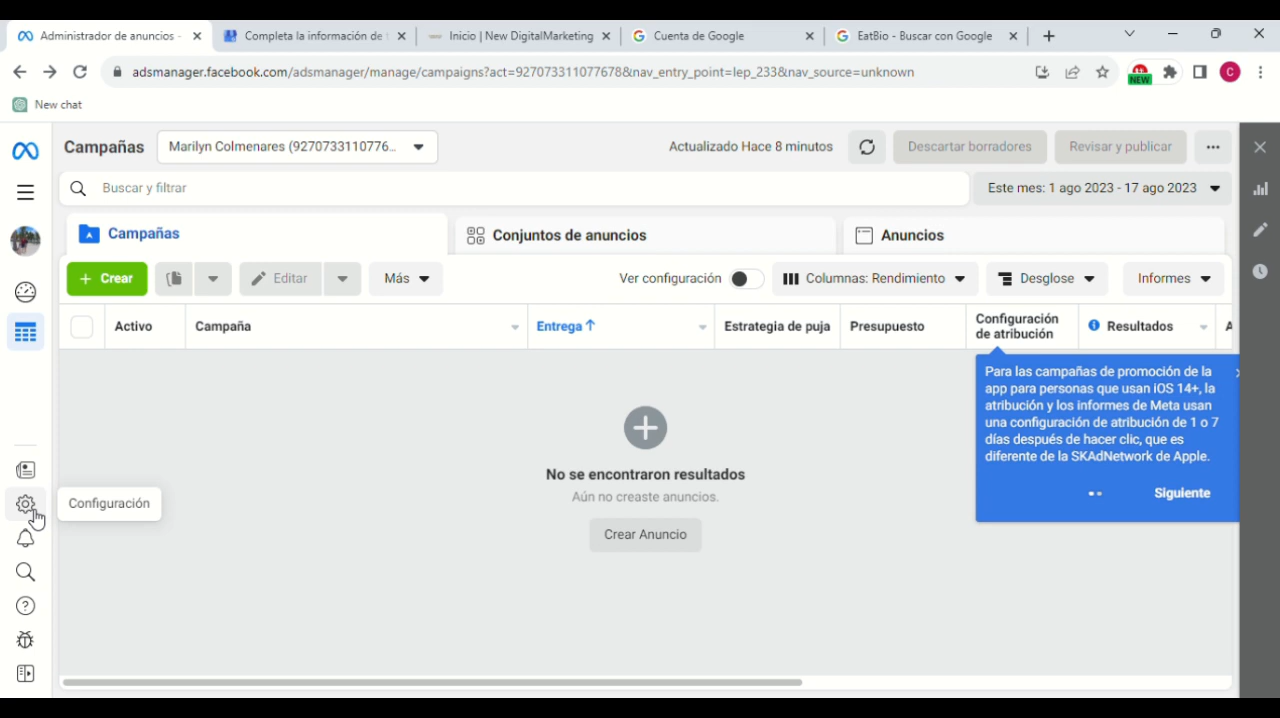 Administrador de anuncios -
Completa la información de t
Inicio | New DigitalMarketing
Cuenta de Google
EatBio - Buscar con Google
adsmanager.facebook.com/adsmanager/manage/campaigns?act=927073311077678&nav_entry_point=lep_233&nav_source=unknown
NEW
C
New chat
Campañas
Marilyn Colmenares (9270733110776...
Actualizado Hace 8 minutos
Descartar borradores
Revisar y publicar
Buscar y filtrar
Este mes: 1 ago 2023 - 17 ago 2023
Campañas
Conjuntos de anuncios
Anuncios
+ Crear
Editar
Más
Ver configuración
Columnas: Rendimiento
Desglose
Informes
Activo
Campaña
Entrega ↑
Estrategia de puja
Presupuesto
Configuración
de atribución
Resultados
Para las campañas de promoción de la
app para personas que usan iOS 14+, la
atribución y los informes de Meta usan
una configuración de atribución de 1 o 7
días después de hacer clic, que es
diferente de la SKAdNetwork de Apple.
Siguiente
No se encontraron resultados
Aún no creaste anuncios.
Crear Anuncio
Configuración